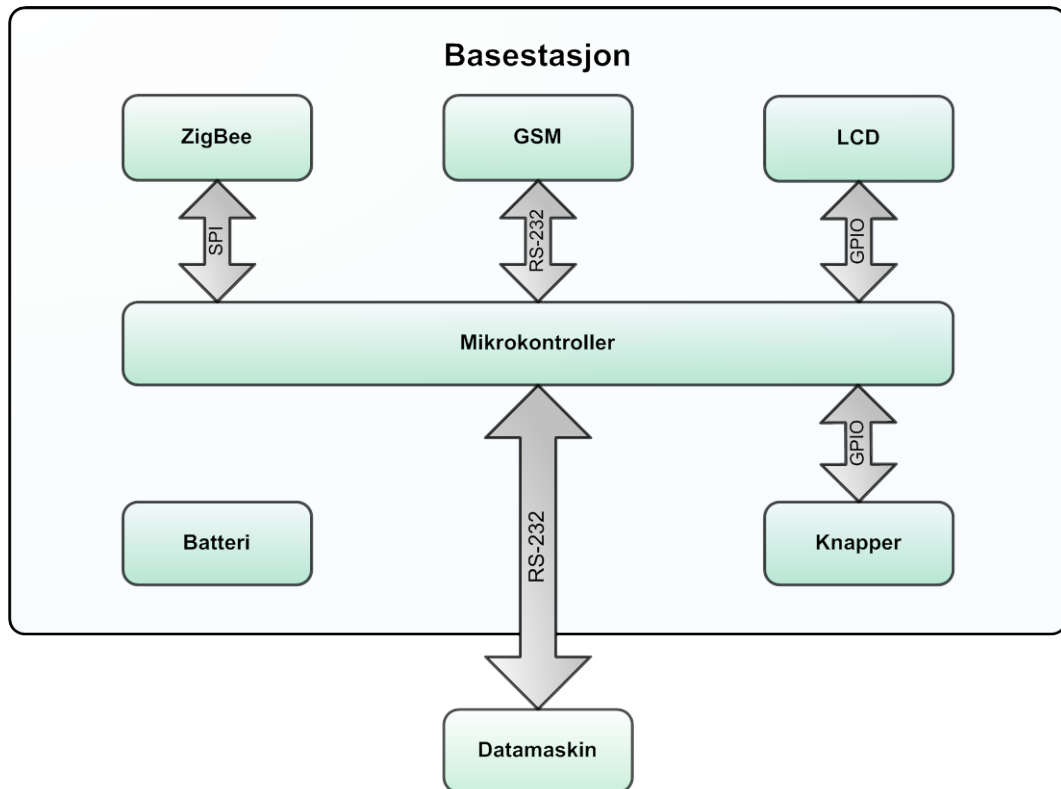 Basestasjon
ZigBee
GSM
LCD
SPI
RS-232
GPIO
Mikrokontroller
RS-232
GPIO
Batteri
Knapper
Datamaskin